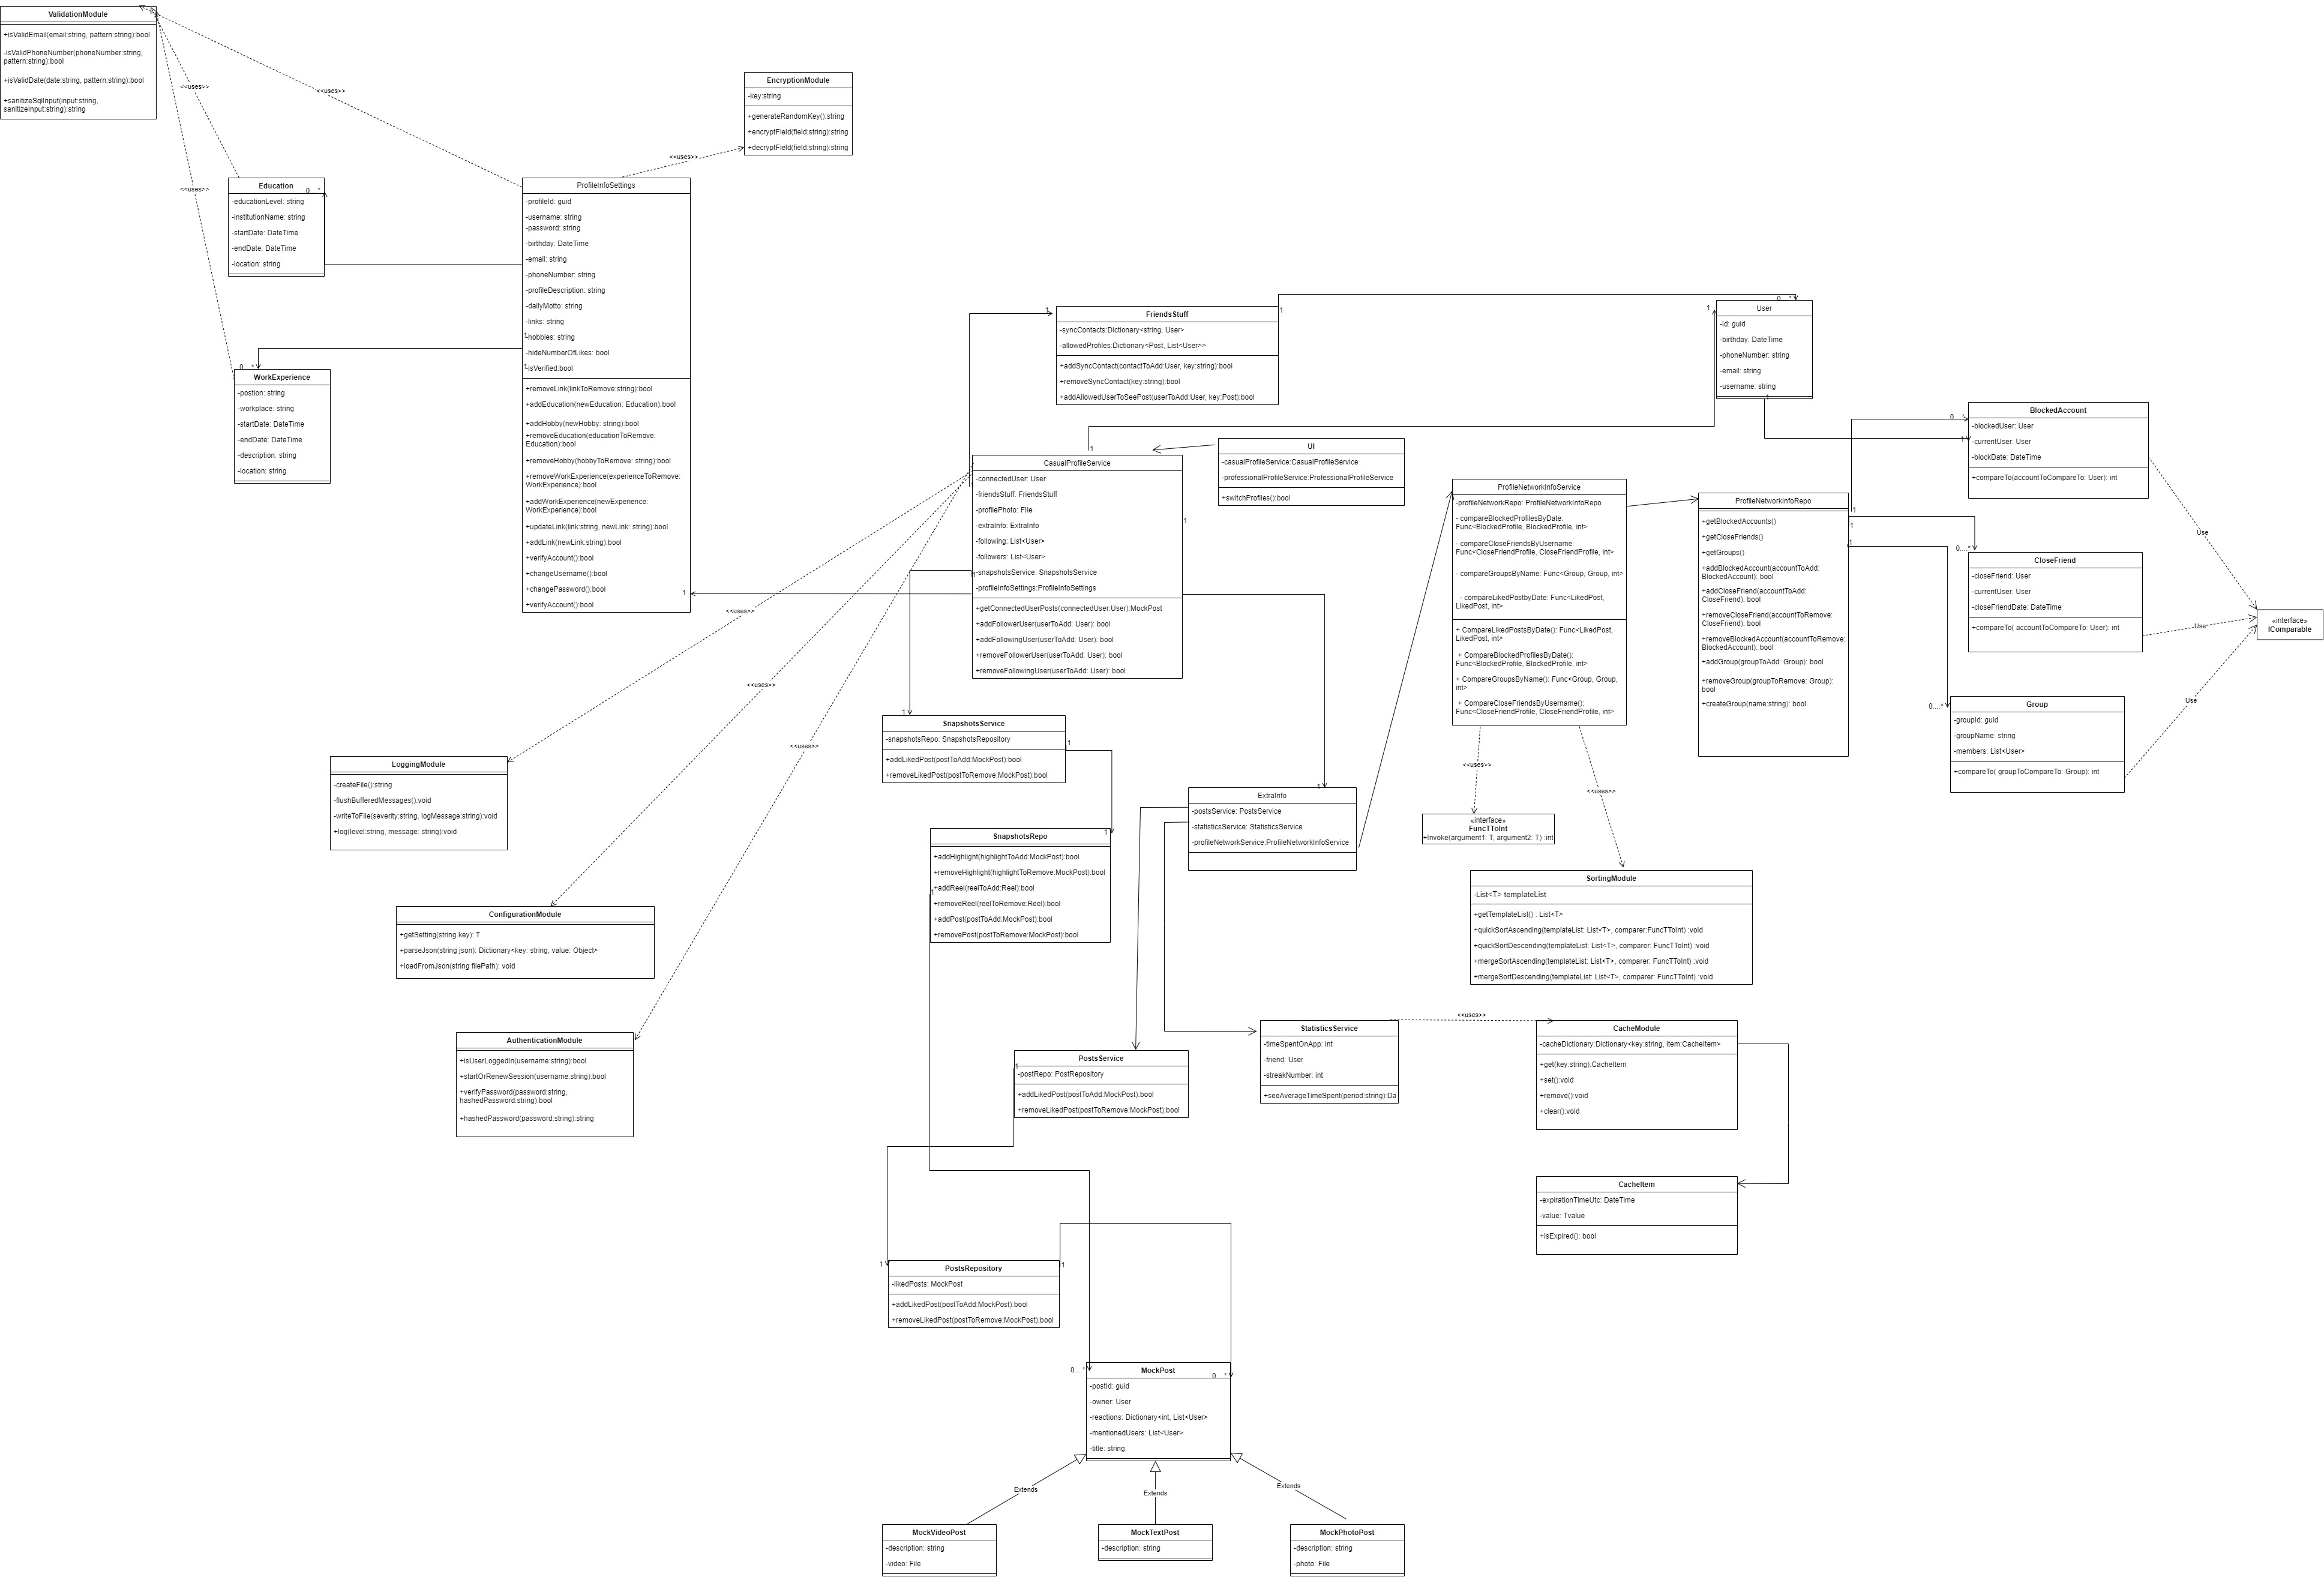 ValidationModule
+isValidEmail(email:string, pattern:string):bool
-isValidPhoneNumber(phoneNumber:string,
pattern:string):bool
+isValidDate(date:string, pattern:string):bool
+sanitizeSqlInput(input:string,
sanitizeInput:string):string
<<uses>>
<<uses>>
<<uses>>
EncryptionModule
-key:string
+generateRandomKey():string
+encryptField(field:string):string
+decryptField(field:string):string
<<uses>>
Education
0...*
-educationLevel: string
-institutionName: string
-startDate: DateTime
-endDate: DateTime
-location: string
ProfileInfoSettings
-profileId: guid
-username: string
-password: string
-birthday: DateTime
-email: string
-phoneNumber: string
-profileDescription: string
-dailyMotto: string
-links: string
1
-hobbies: string
-hideNumberOfLikes: bool
1
-isVerified:bool
+removeLink(linkToRemove:string):bool
+addEducation(newEducation: Education):bool
+addHobby(newHobby: string):bool
+removeEducation(educationToRemove:
Education):bool
+removeHobby(hobbyToRemove: string):bool
+removeWorkExperience(experienceToRemove:
WorkExperience):bool
+addWorkExperience(newExperience:
WorkExperience):bool
+updateLink(link:string, newLink: string):bool
+addLink(newLink:string):bool
+verifyAccount():bool
+changeUsername():bool
+changePassword():bool
+verifyAccount():bool
1
0...*
WorkExperience
-postion: string
-workplace: string
-startDate: DateTime
-endDate: DateTime
-description: string
-location: string
1
FriendsStuff
1
-syncContacts:Dictionary<string, User>
-allowedProfiles:Dictionary<Post, List<User>>
+addSyncContact(contactToAdd:User, key:string):bool
+removeSyncContact(key:string):bool
+addAllowedUserToSeePost(userToAdd:User, key:Post):bool
0...*
1
User
-id: guid
-birthday: DateTime
-phoneNumber: string
-email: string
-username: string
1
UI
-casualProfileService:CasualProfileService
-professionalProfileService:ProfessionalProfileService
+switchProfiles():bool
1
CasualProfileService
-connectedUser: User
1
-friendsStuff: FriendsStuff
-profilePhoto: File
-extraInfo: ExtraInfo
1
-following: List<User>
-followers: List<User>
1
-snapshotsService: SnapshotsService
-profileInfoSettings:ProfileInfoSettings
+getConnectedUserPosts(connectedUser:User):MockPost
+addFollowerUser(userToAdd: User): bool
+addFollowingUser(userToAdd: User): bool
+removeFollowerUser(userToAdd: User): bool
+removeFollowingUser(userToAdd: User): bool
<<uses>>
<<uses>>
<<uses>>
ProfileNetworkInfoService
1
-profileNetworkRepo: ProfileNetworkInfoRepo
- compareBlockedProfilesByDate:
Func<BlockedProfile, BlockedProfile, int>
- compareCloseFriendsByUsername:
Func<CloseFriendProfile, CloseFriendProfile, int>
- compareGroupsByName: Func<Group, Group, int>
- compareLikedPostbyDate: Func<LikedPost,
LikedPost, int>
+ CompareLikedPostsByDate(): Func<LikedPost,
LikedPost, int>
+ CompareBlockedProfilesByDate():
Func<BlockedProfile, BlockedProfile, int>
+ CompareGroupsByName(): Func<Group, Group,
int>
+ CompareCloseFriendsByUsername():
Func<CloseFriendProfile, CloseFriendProfile, int>
ProfileNetworkInfoRepo
1
1
1
+getBlockedAccounts()
+getCloseFriends()
+getGroups()
+addBlockedAccount(accountToAdd:
BlockedAccount): bool
+addCloseFriend(accountToAdd:
CloseFriend): bool
+removeCloseFriend(accountToRemove:
CloseFriend): bool
+removeBlockedAccount(accountToRemove:
BlockedAccount): bool
+addGroup(groupToAdd: Group): bool
+removeGroup(groupToRemove: Group):
bool
+createGroup(name:string): bool
BlockedAccount
0...*
1
-blockedUser: User
-currentUser: User
-blockDate: DateTime
+compareTo(accountToCompareTo: User): int
Use
0...*
CloseFriend
-closeFriend: User
-currentUser: User
-closeFriendDate: DateTime
+compareTo( accountToCompareTo: User): int
Use
«interface»
IComparable
Use
0...*
Group
-groupId: guid
-groupName: string
-members: List<User>
+compareTo( groupToCompareTo: Group): int
1
SnapshotsService
-snapshotsRepo: SnapshotsRepository
1
+addLikedPost(postToAdd:MockPost):bool
+removeLikedPost(postToRemove:MockPost):bool
LoggingModule
-createFile():string
-flushBufferedMessages():void
-writeToFile(severity:string, logMessage:string):void
+log(level:string, message: string):void
<<uses>>
<<uses>>
1
ExtraInfo
-postsService: PostsService
-statisticsService: StatisticsService
-profileNetworkService:ProfileNetworkInfoService
«interface»
FuncTToInt
+Invoke(argument1: T, argument2: T) :int
1
SnapshotsRepo
+addHighlight(highlightToAdd:MockPost):bool
+removeHighlight(highlightToRemove:MockPost):bool
+addReel(reelToAdd:Reel):bool
1
+removeReel(reelToRemove:Reel):bool
+addPost(postToAdd:MockPost):bool
+removePost(postToRemove:MockPost):bool
SortingModule
-List<T> templateList
+getTemplateList() : List<T>
+quickSortAscending(templateList: List<T>, comparer:FuncTToInt) :void
+quickSortDescending(templateList: List<T>, comparer: FuncTToInt) :void
+mergeSortAscending(templateList: List<T>, comparer: FuncTToInt) :void
+mergeSortDescending(templateList: List<T>, comparer: FuncTToInt) :void
ConfigurationModule
+getSetting(string key): T
+parseJson(string json): Dictionary<key: string, value: Object>
+loadFromJson(string filePath): void
AuthenticationModule
+isUserLoggedIn(username:string):bool
+startOrRenewSession(username:string):bool
+verifyPassword(password:string,
hashedPassword:string):bool
+hashedPassword(password:string):string
PostsService
1
-postRepo: PostRepository
+addLikedPost(postToAdd:MockPost):bool
+removeLikedPost(postToRemove:MockPost):bool
StatisticsService
-timeSpentOnApp: int
-friend: User
-streakNumber: int
+seeAverageTimeSpent(period:string):Da
<<uses>>
CacheModule
-cacheDictionary:Dictionary<key:string, item:CacheItem>
+get(key:string):CacheItem
+set():void
+remove():void
+clear():void
CacheItem
-expirationTimeUtc: DateTime
-value: Tvalue
+isExpired(): bool
1
PostsRepository
1
-likedPosts: MockPost
+addLikedPost(postToAdd:MockPost):bool
+removeLikedPost(postToRemove:MockPost):bool
0...*
MockPost
0...*
-postId: guid
-owner: User
-reactions: Dictionary<int, List<User>
-mentionedUsers: List<User>
-title: string
Extends
Extends
Extends
MockVideoPost
-description: string
-video: File
MockTextPost
-description: string
MockPhotoPost
-description: string
-photo: File